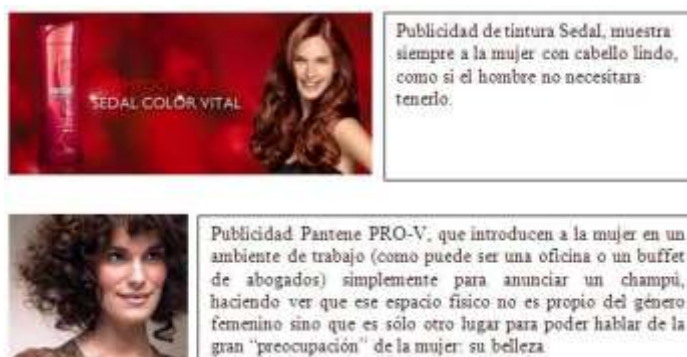 SEDAL COLOR VITAL
Publicidad de tintura Sedal, muestra
siempre a la mujer con cabello lindo,
como si el hombre no necesitara
tenerlo.
Publicidad Pantene PRO-V, que introducen a la mujer en un
ambiente de trabajo (como puede ser una oficina o un buffet
de abogados) simplemente para anunciar un champú,
haciendo ver que ese espacio físico no es propio del género
femenino sino que es sólo otro lugar para poder hablar de la
gran “preocupación” de la mujer: su belleza